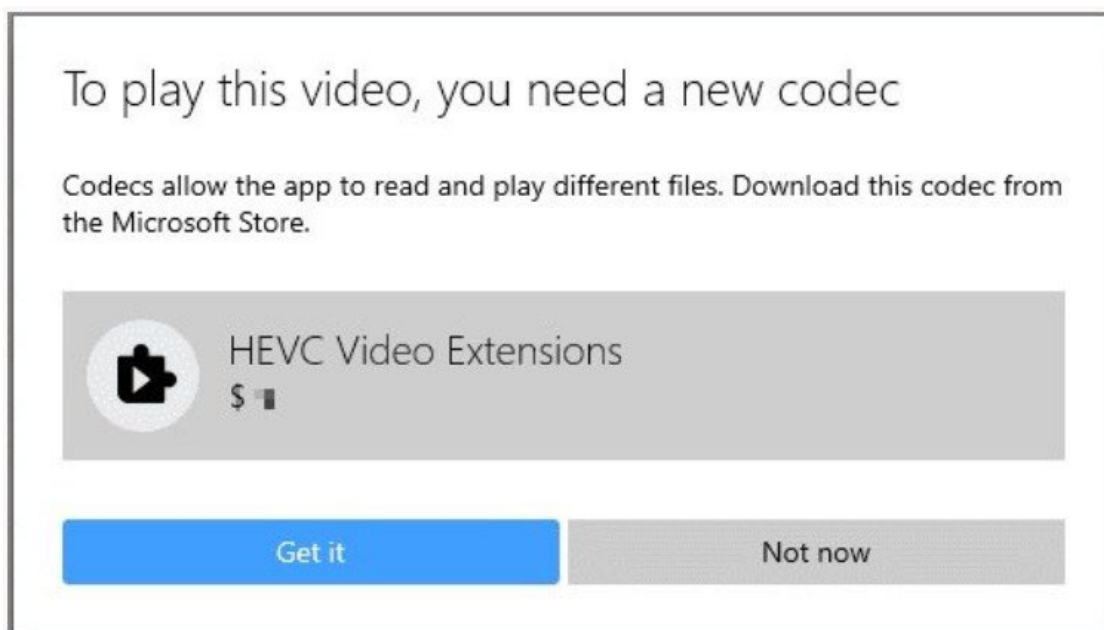 To play this video, you need a new codec
Codecs allow the app to read and play different files. Download this codec from
the Microsoft Store.
HEVC Video Extensions
$
Get it
Not now